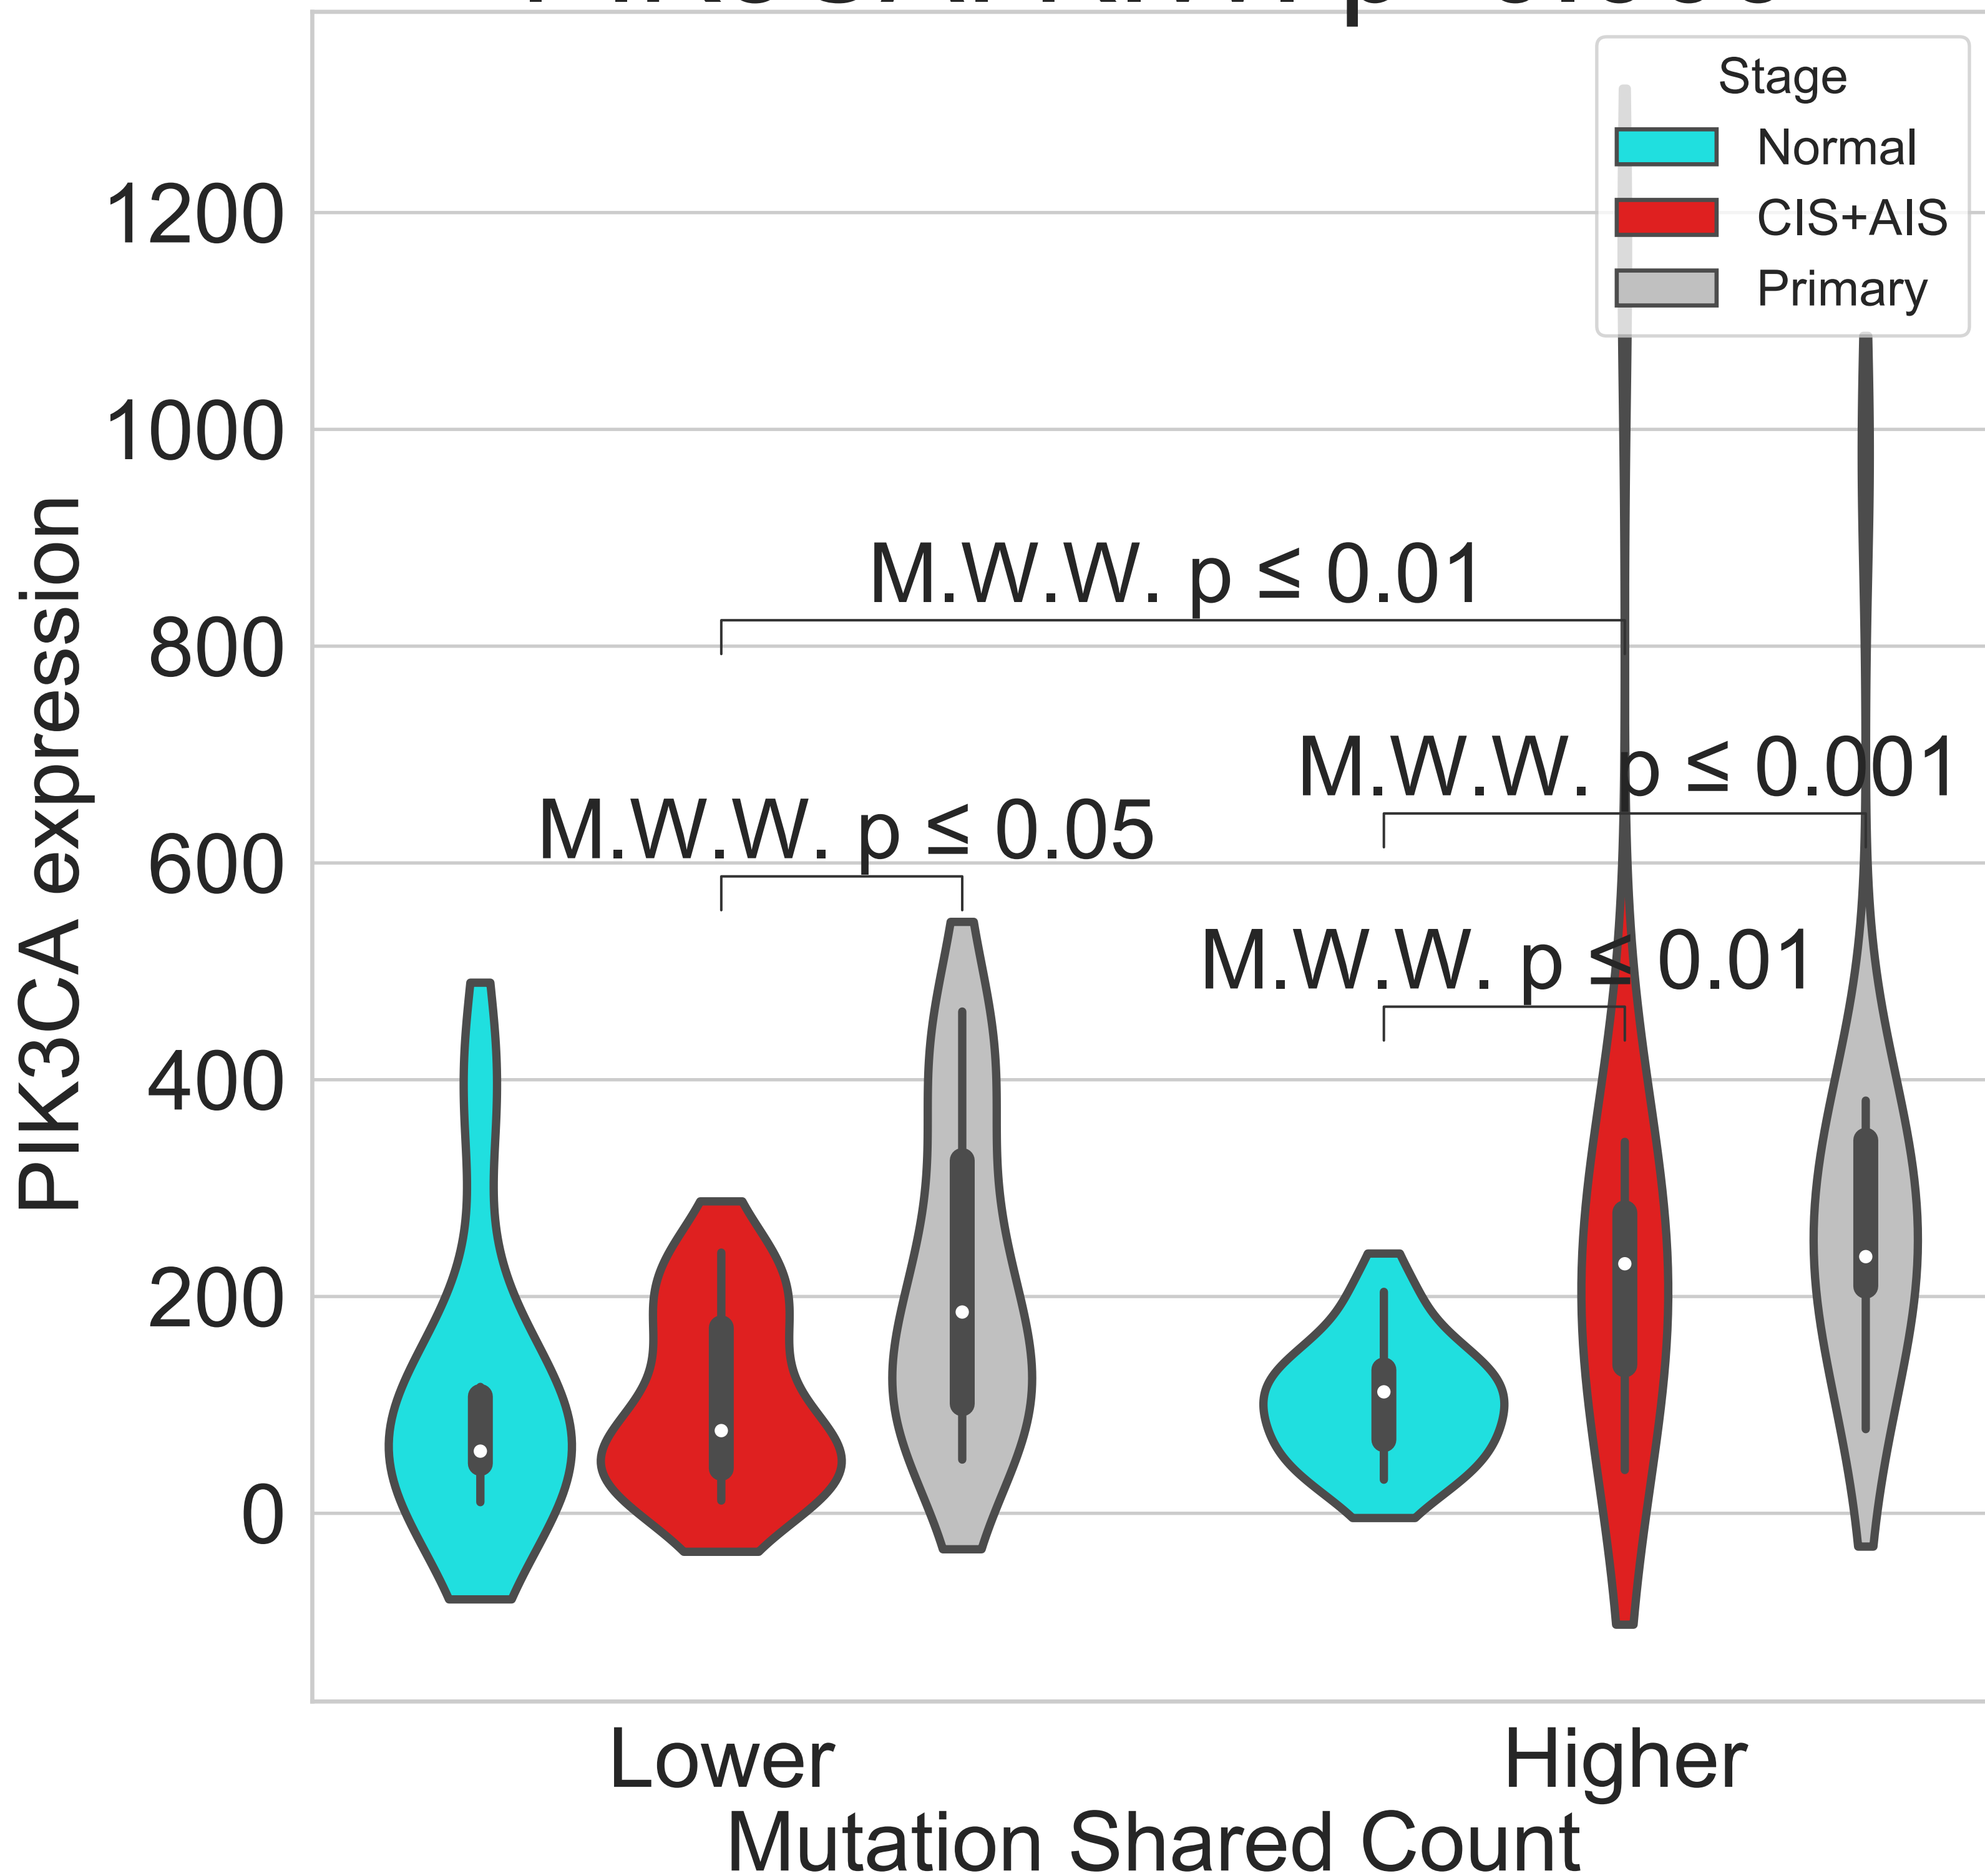 Stage
Normal
CIS+AIS
Primary
1200
1000
800
600
400
200
0
PIK3CA expression
M.W.W. p ≤ 0.01
M.W.W. p ≤ 0.001
M.W.W. p ≤ 0.05
M.W.W. p ≤ 0.01
Lower
Higher
Mutation Shared Count